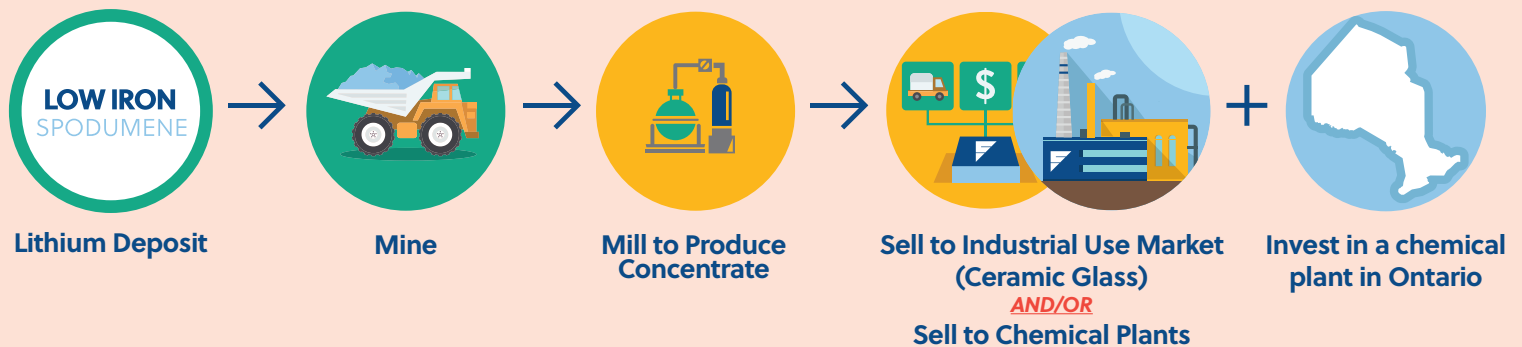 LOW IRON
SPODUMENE
Lithium Deposit
Mine
Mill to Produce
Concentrate
$
Sell to Industrial Use Market
(Ceramic Glass)
AND/OR
Sell to Chemical Plants
+
Invest in a chemical
plant in Ontario